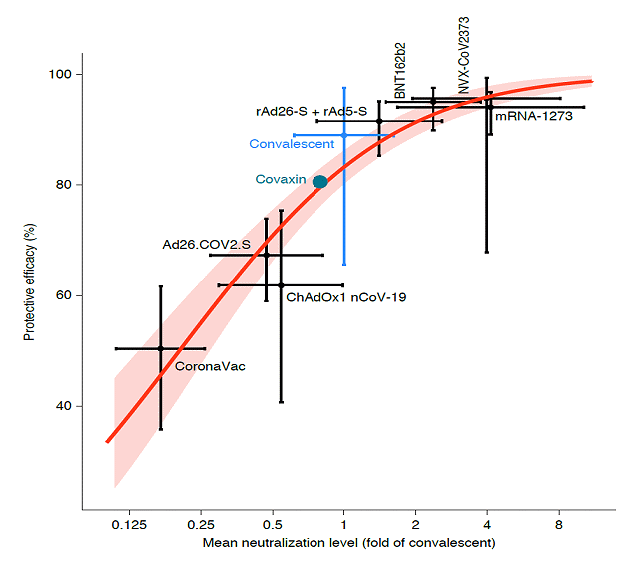 BNT162b2
NVX-CoV2373
100
rAd26-S + rAd5-S
mRNA-1273
Convalescent
80
Covaxin
Ad26.COV2.S
60
ChAdOx1 nCoV-19
CoronaVac
40
Protective efficacy (%)
0.125 0.25 0.5 1 2 4 8
Mean neutralization level (fold of convalescent)